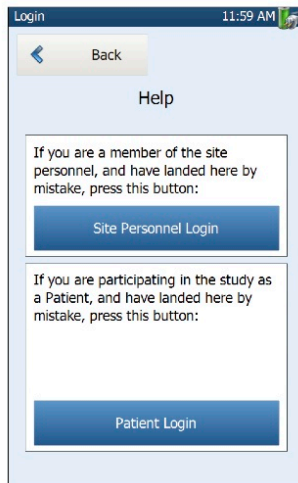 Login 11:59 AM
Back
Help
If you are a member of the site
personnel, and have landed here by
mistake, press this button:
Site Personnel Login
If you are participating in the study as
a Patient, and have landed here by
mistake, press this button:
Patient Login